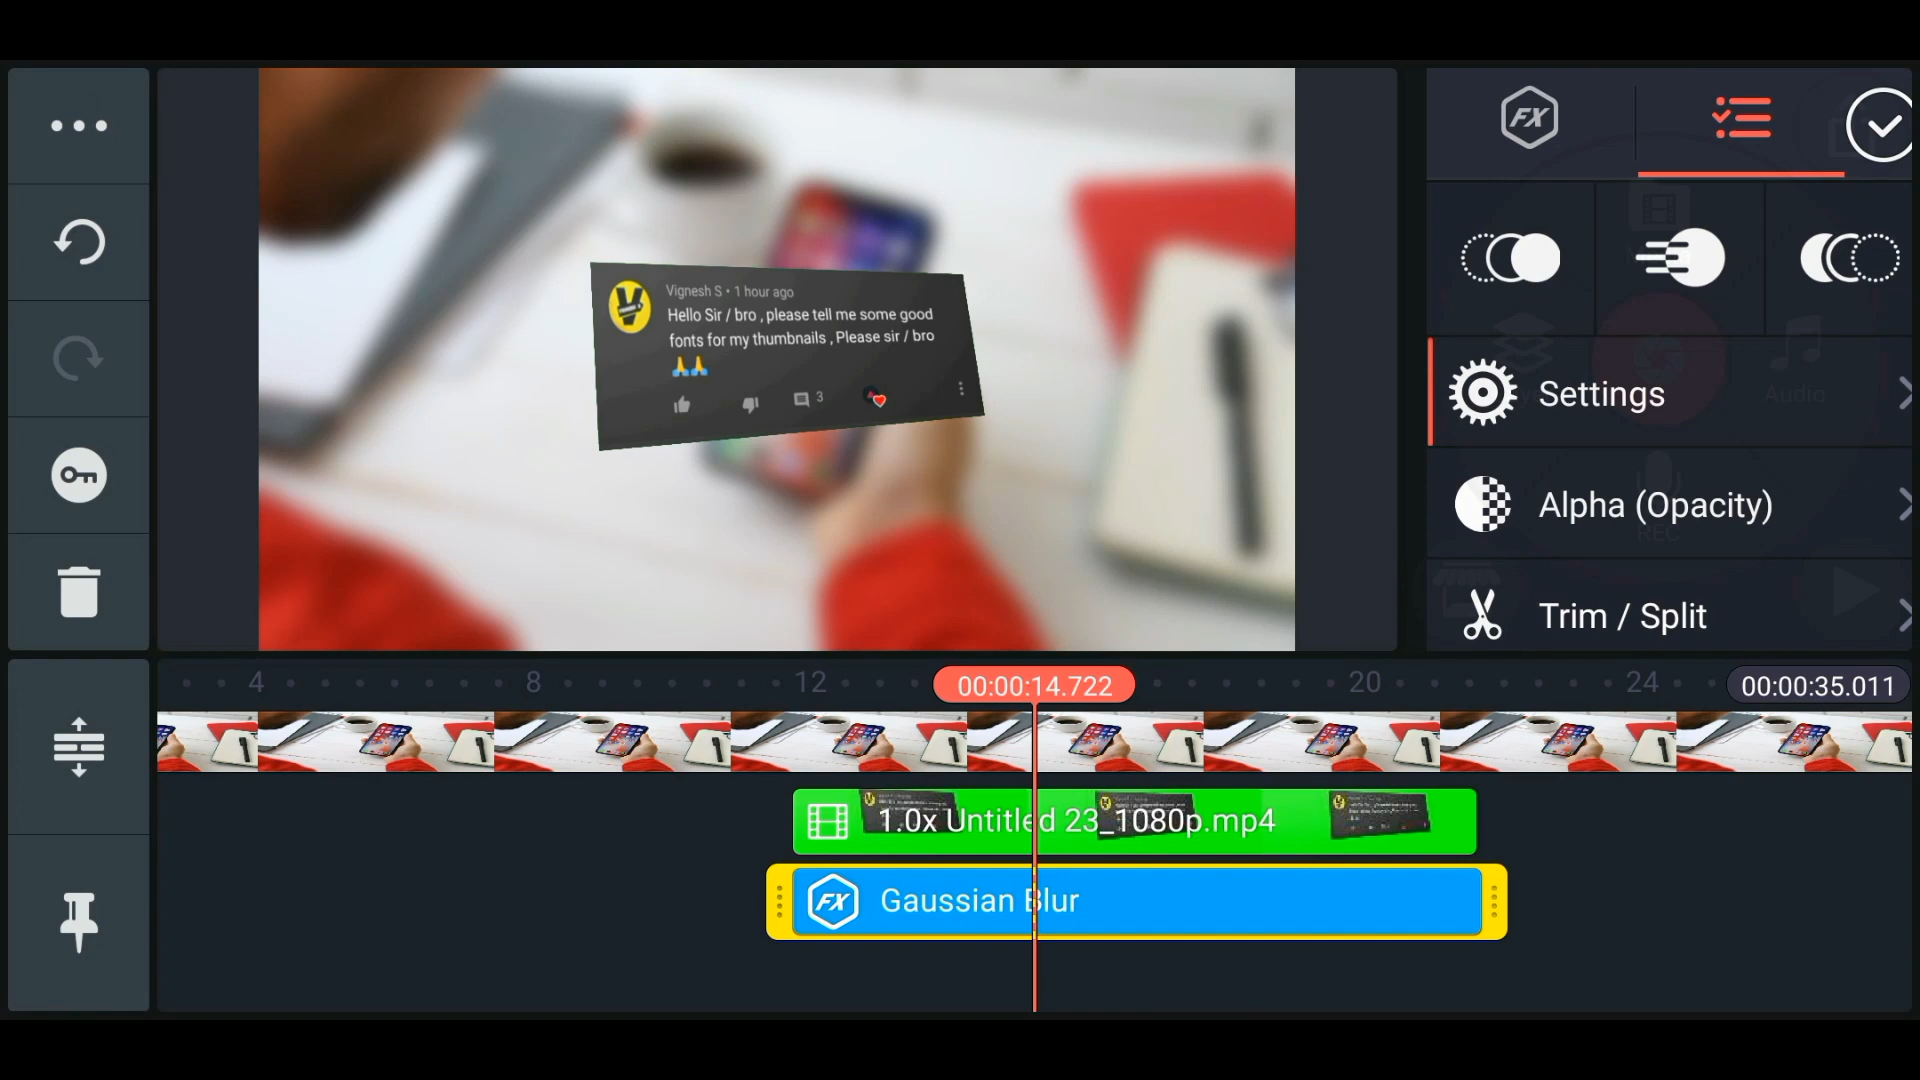 FX
Vignesh S • 1 hour ago
Hello Sir / bro , please tell me some good
fonts for my thumbnails , Please sir / bro
🙏🙏
3
Settings
Audio
Alpha (Opacity)
REC
Trim / Split
4
8
12
00:00:14.722
20
24
00:00:35.011
1.0x Untitled 23_1080p.mp4
FX
Gaussian Blur